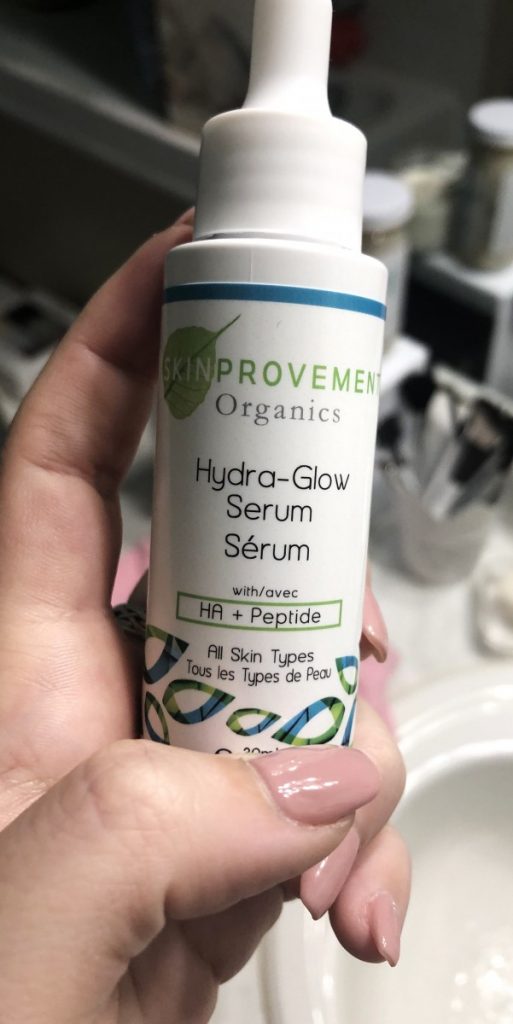 SKINPROVEMENT
Organics
Hydra-Glow
Serum
Sérum
with/avec
HA + Peptide
All Skin Types
Tous les Types de Peau